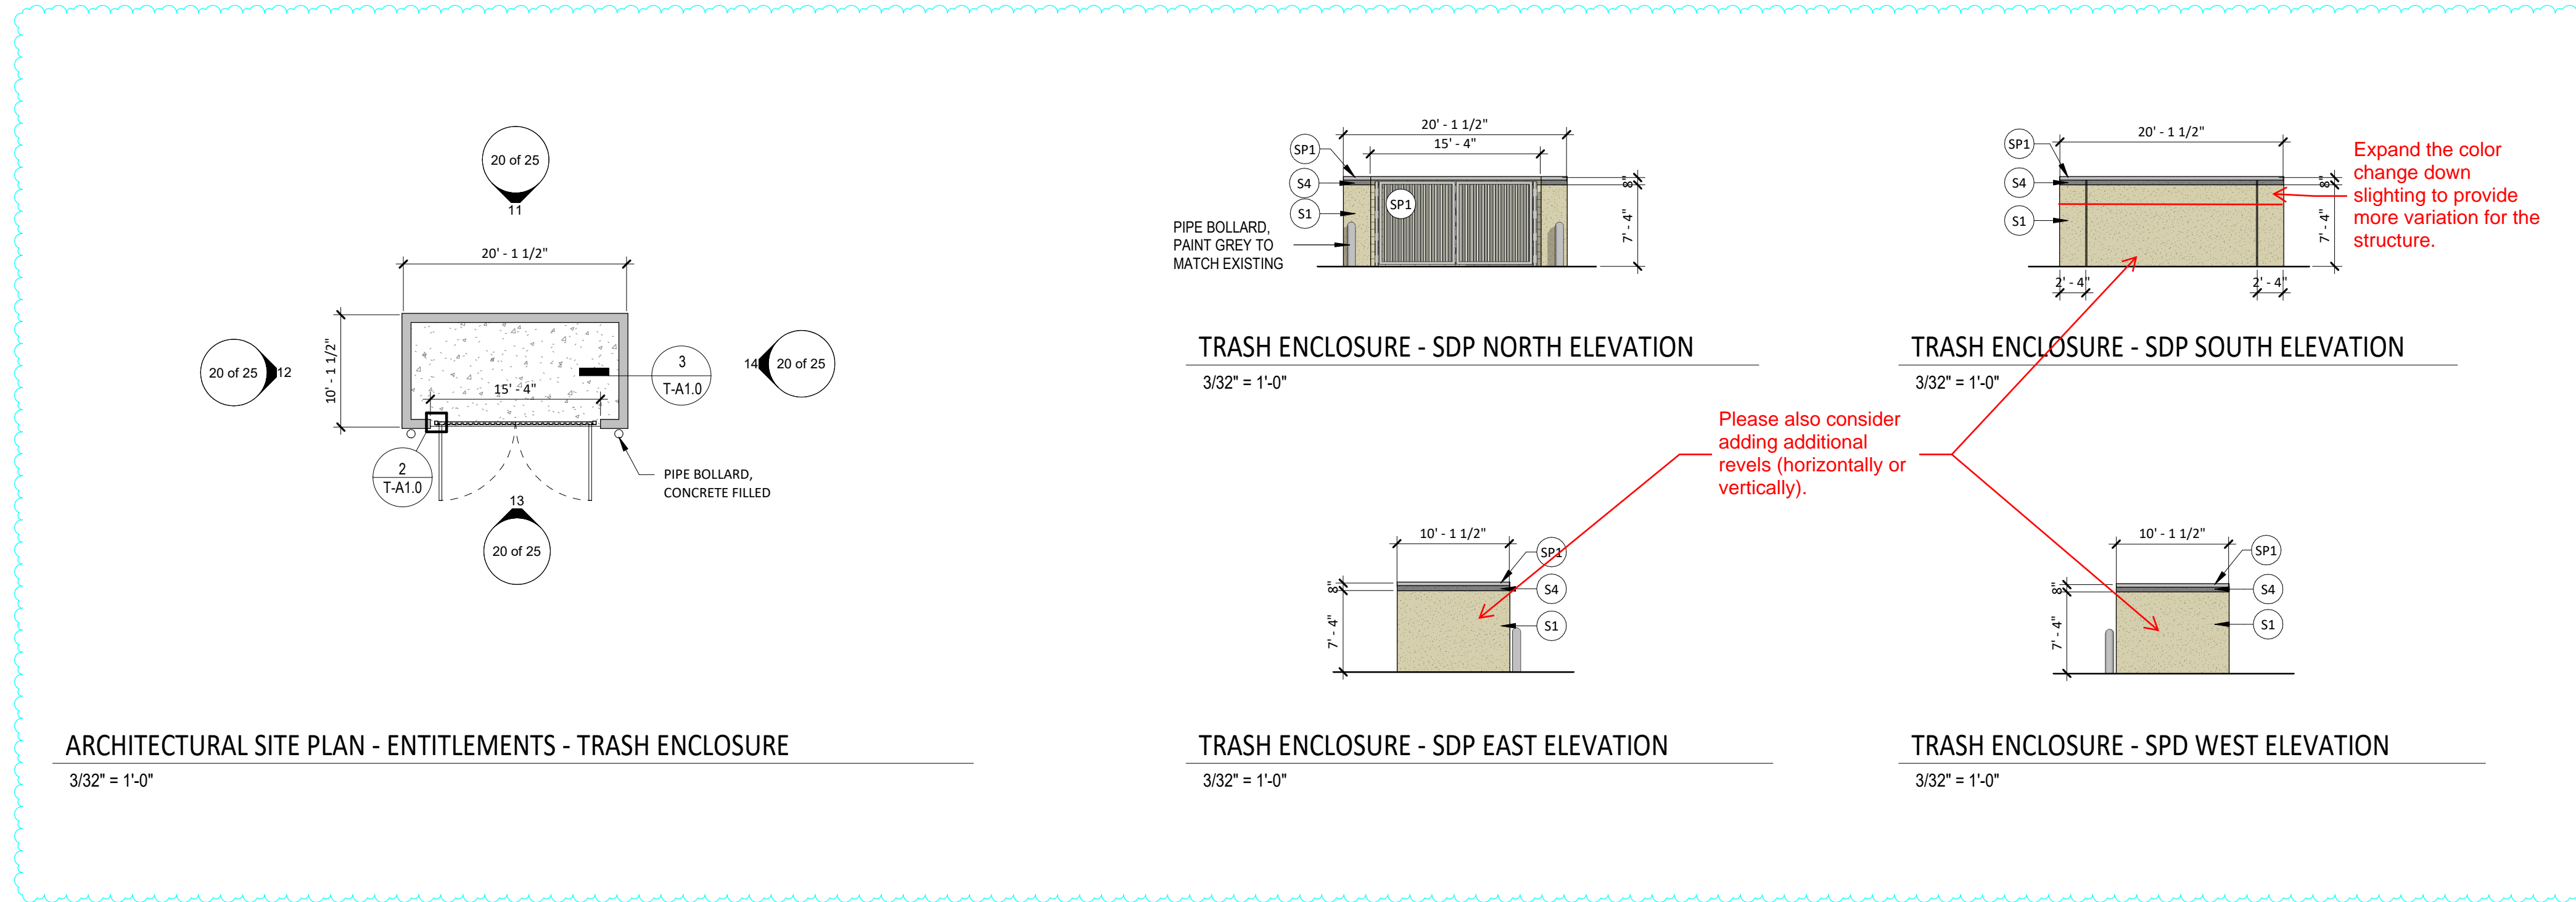 20 of 25
11
20' - 1 1/2"
10' - 1 1/2"
20 of 25
12
15' - 4"
3
T-A1.0
14
20 of 25
2
T-A1.0
PIPE BOLLARD,
CONCRETE FILLED
13
20 of 25
ARCHITECTURAL SITE PLAN - ENTITLEMENTS - TRASH ENCLOSURE
3/32" = 1'-0"
20' - 1 1/2"
15' - 4"
SP1
S4
S1
SP1
8"
7' - 4"
PIPE BOLLARD,
PAINT GREY TO
MATCH EXISTING
TRASH ENCLOSURE - SDP NORTH ELEVATION
3/32" = 1'-0"
20' - 1 1/2"
SP1
S4
S1
8"
7' - 4"
2' - 4"
2' - 4"
Expand the color
change down
slighting to provide
more variation for the
structure.
TRASH ENCLOSURE - SDP SOUTH ELEVATION
3/32" = 1'-0"
Please also consider
adding additional
revels (horizontally or
vertically).
10' - 1 1/2"
SP1
S4
S1
8"
7' - 4"
TRASH ENCLOSURE - SDP EAST ELEVATION
3/32" = 1'-0"
10' - 1 1/2"
SP1
S4
S1
8"
7' - 4"
TRASH ENCLOSURE - SPD WEST ELEVATION
3/32" = 1'-0"